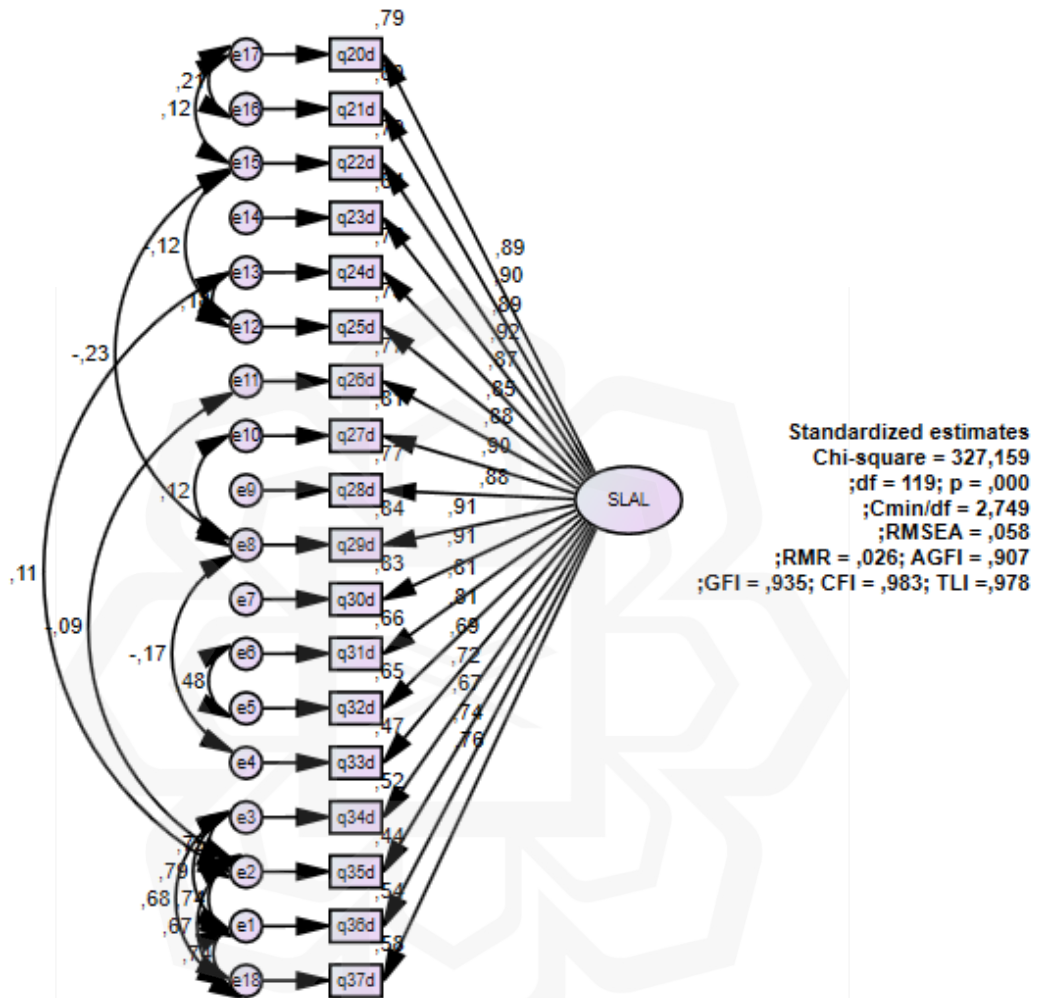 ,79
e17 q20d
,21
,12
e16 q21d
e15 q22d
e14 q23d
-,12
,89
e13 q24d
,90
,89
e12 q25d
,92
-,23
,77
,87
e11 q26d
,85
,81
,88
e10 q27d
,90
,77
,88
e9 q28d
SLAL
,12
,84
,91
e8 q29d
,91
,83
,11
,81
e7 q30d
,81
-,09
,66
,69
-,17
e6 q31d
,72
48
,65
,67
e5 q32d
,74
,47
,76
e4 q33d
,52
e3 q34d
,44
,79
e2 q35d
,68
,74
,54
,67
e1 q36d
,58
e18 q37d
Standardized estimates
Chi-square = 327,159
;df = 119; p = ,000
;Cmin/df = 2,749
;RMSEA = ,058
;RMR = ,026; AGFI = ,907
;GFI = ,935; CFI = ,983; TLI =,978